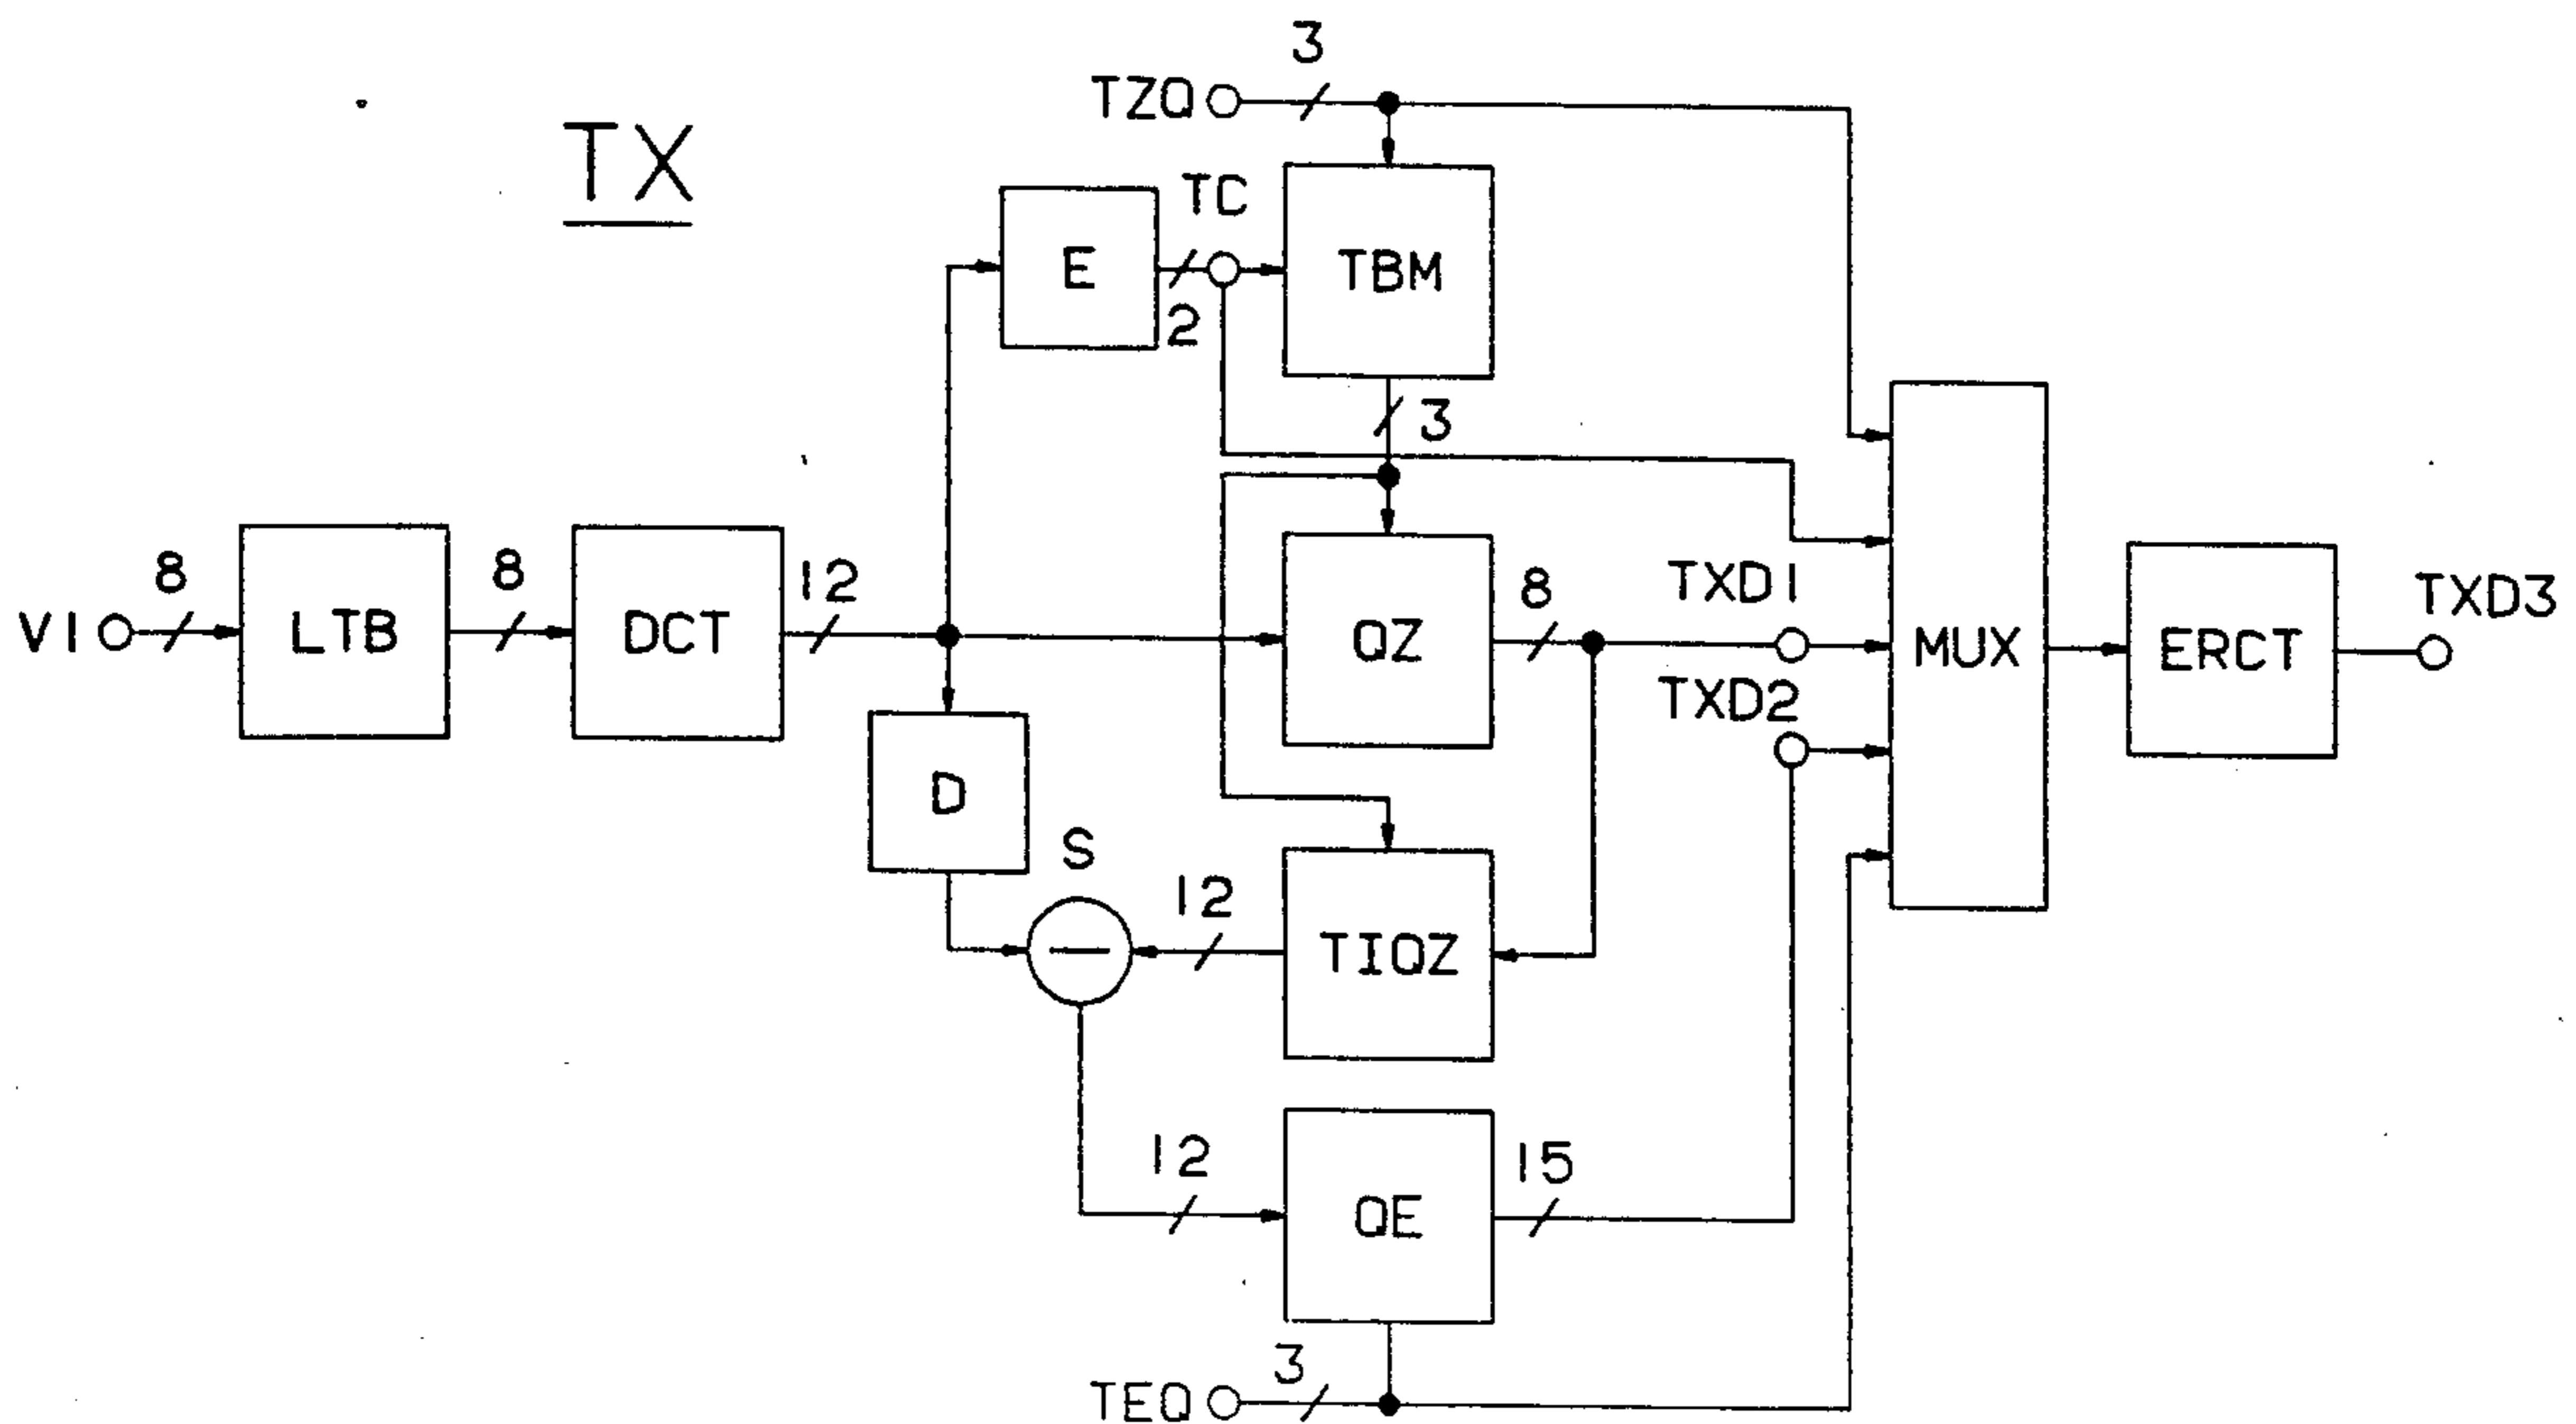 3
TZQ
TX
TC
E
TBM
2
3
8
8
12
8
TXD1
TXD3
VI
LTB
DCT
QZ
MUX
ERCT
TXD2
D
S
12
TIQZ
12
15
QE
3
TEQ